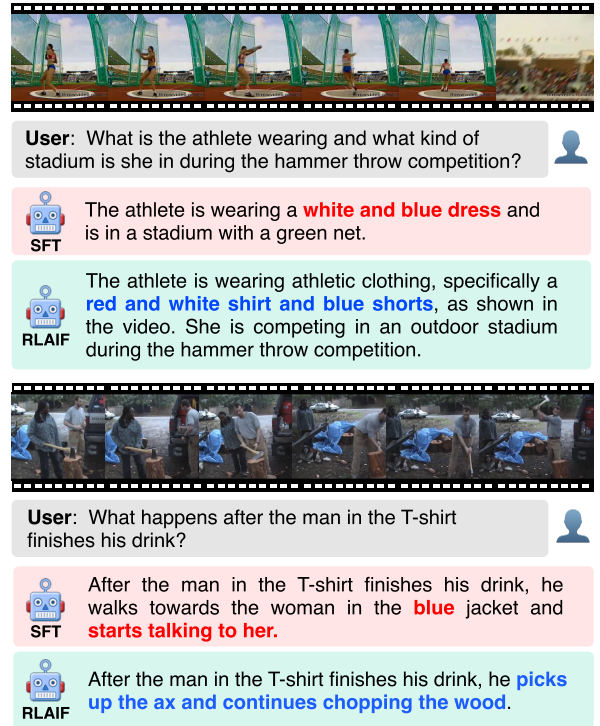 User: What is the athlete wearing and what kind of
stadium is she in during the hammer throw competition?
The athlete is wearing a white and blue dress and
is in a stadium with a green net.
SFT
The athlete is wearing athletic clothing, specifically a
red and white shirt and blue shorts, as shown in
the video. She is competing in an outdoor stadium
during the hammer throw competition.
RLAIF
User: What happens after the man in the T-shirt
finishes his drink?
After the man in the T-shirt finishes his drink, he
walks towards the woman in the blue jacket and
starts talking to her.
SFT
After the man in the T-shirt finishes his drink, he picks
up the ax and continues chopping the wood.
RLAIF